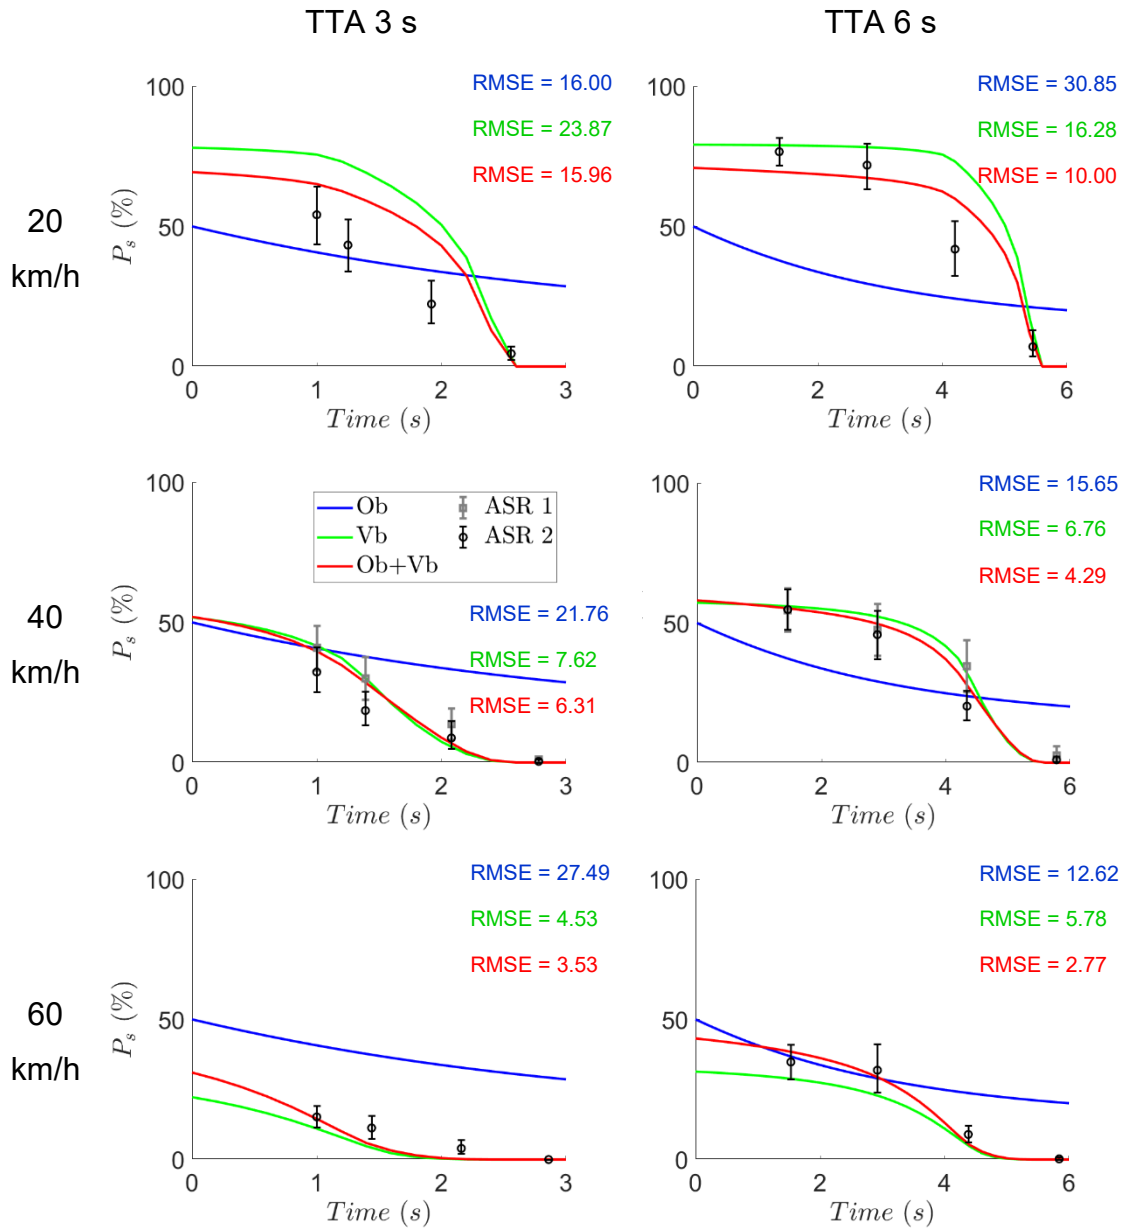 TTA 3 s
TTA 6 s
20
km/h
100
50
0
P_s (%)
0 1 2 3
Time (s)
RMSE = 16.00
RMSE = 23.87
RMSE = 15.96
100
50
0
0 2 4 6
Time (s)
RMSE = 30.85
RMSE = 16.28
RMSE = 10.00
40
km/h
100
50
0
P_s (%)
0 1 2 3
Time (s)
Ob
Vb
Ob+Vb
ASR 1
ASR 2
RMSE = 21.76
RMSE = 7.62
RMSE = 6.31
100
50
0
0 2 4 6
Time (s)
RMSE = 15.65
RMSE = 6.76
RMSE = 4.29
60
km/h
100
50
0
P_s (%)
0 1 2 3
Time (s)
RMSE = 27.49
RMSE = 4.53
RMSE = 3.53
100
50
0
0 2 4 6
Time (s)
RMSE = 12.62
RMSE = 5.78
RMSE = 2.77